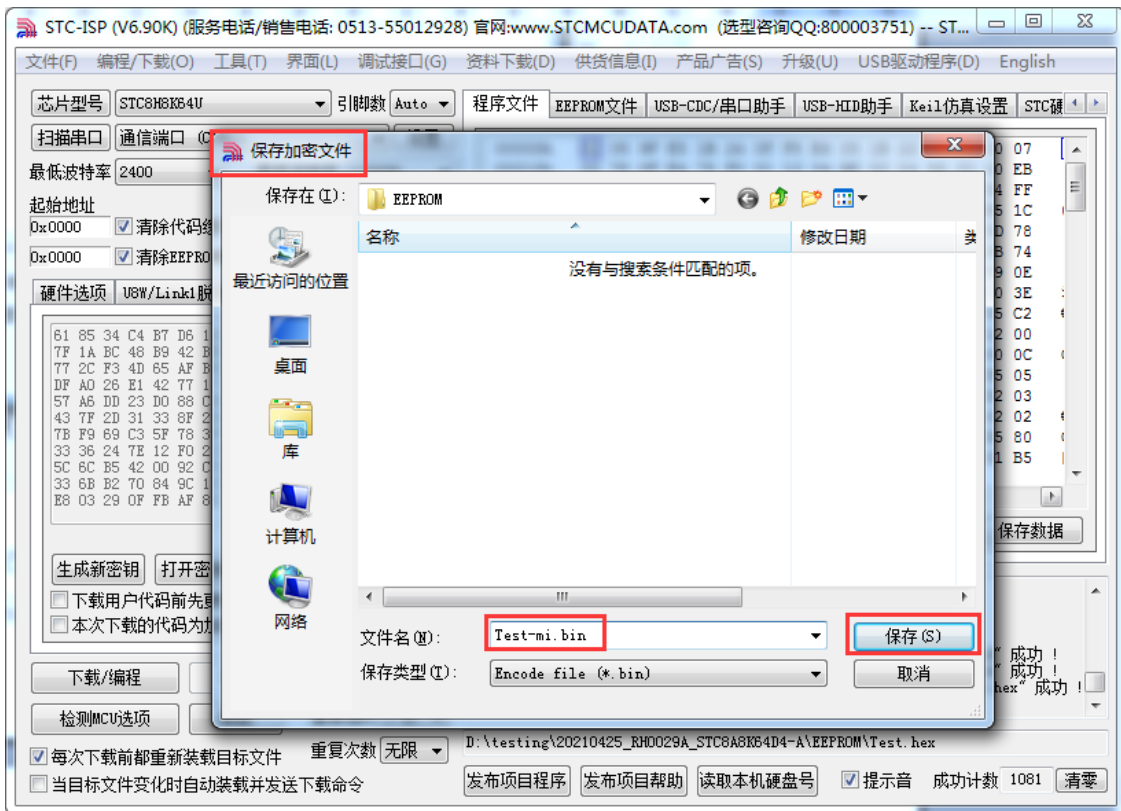 STC-ISP (V6.90K) (服务电话/销售电话: 0513-55012928) 官网:www.STCMCUDATA.com (选型咨询QQ:800003751) -- ST...
文件(F) 编程/下载(O) 工具(T) 界面(L) 调试接口(G) 资料下载(D) 供货信息(I) 产品广告(S) 升级(U) USB驱动程序(D) English
芯片型号 STC8H8K64U 引脚数 Auto 程序文件 EEPROM文件 USB-CDC/串口助手 USB-HID助手 Keil仿真设置 STC硬
扫描串口 通信端口 (C
保存加密文件
07
最低波特率 2400
EB
保存在(I): EEPROM
FF
起始地址
1C
0x0000 清除代码
名称 修改日期 类
78
没有与搜索条件匹配的项。
74
0x0000 清除EEPRO
0E
最近访问的位置
硬件选项 U8W/Link1脱
3E
C2
61 85 34 C4 B7 D6 1
00
7F 1A BC 48 B9 42 B
0C
77 2C F3 4D 65 AF B
桌面
05
DF A0 26 E1 42 77 1
03
57 A6 DD 23 D0 88 C
02
43 7F 2D 31 33 8F 2
80
7B F9 69 C3 5F 78 3
库
B5
33 36 24 7E 12 F0 2
5C 6C B5 42 00 92 C
33 6B B2 70 84 9C 1
E8 03 29 0F FB AF 8
计算机
保存数据
生成新密钥 打开密
下载用户代码前先更
网络
本次下载的代码为加
文件名(N): Test-mi.bin 保存(S)
" 成功 !
保存类型(T): Encode file (*.bin) 取消
" 成功 !
下载/编程
hex" 成功 !
检测MCU选项
每次下载前都重新装载目标文件 重复次数 无限 D:\testing\20210425_RH0029A_STC8A8K64D4-A\EEPROM\Test.hex
当目标文件变化时自动装载并发送下载命令 发布项目程序 发布项目帮助 读取本机硬盘号 提示音 成功计数 1081 清零